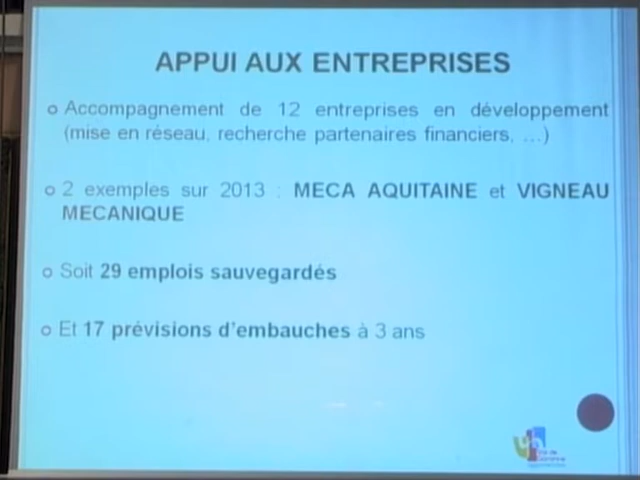 APPUI AUX ENTREPRISES
o Accompagnement de 12 entreprises en développement
(mise en réseau, recherche partenaires financiers, …)
o 2 exemples sur 2013 : MECA AQUITAINE et VIGNEAU
MECANIQUE
o Soit 29 emplois sauvegardés
o Et 17 prévisions d'embauches à 3 ans